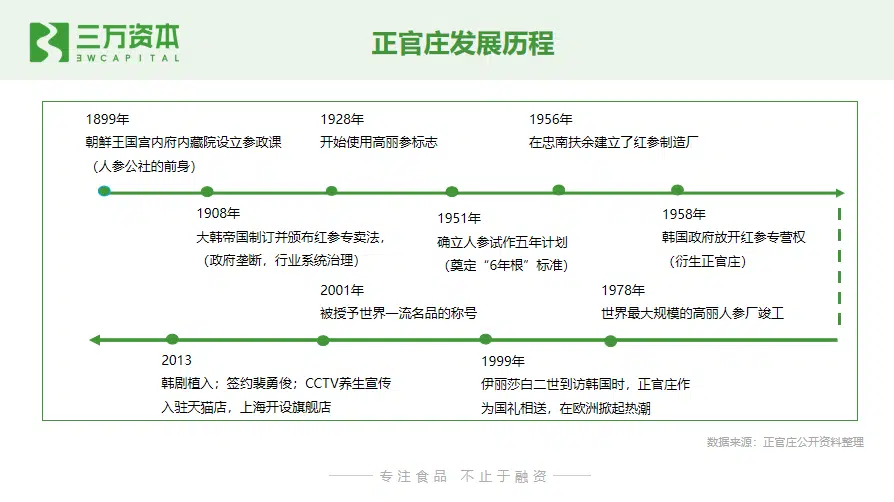 三万资本
3WCAPITAL
正官庄发展历程
1899年
朝鲜王国宫内府内藏院设立参政课
（人参公社的前身）
1928年
开始使用高丽参标志
1956年
在忠南扶余建立了红参制造厂
1908年
大韩帝国制订并颁布红参专卖法，
（政府垄断，行业系统治理）
1951年
确立人参试作五年计划
（奠定“6年根”标准）
1958年
韩国政府放开红参专营权
（衍生正官庄）
2001年
被授予世界一流名品的称号
1978年
世界最大规模的高丽人参厂竣工
2013
韩剧植入；签约裴勇俊；CCTV养生宣传
入驻天猫店，上海开设旗舰店
1999年
伊丽莎白二世到访韩国时，正官庄作
为国礼相送，在欧洲掀起热潮
数据来源：正官庄公开资料整理
专注食品 不止于融资